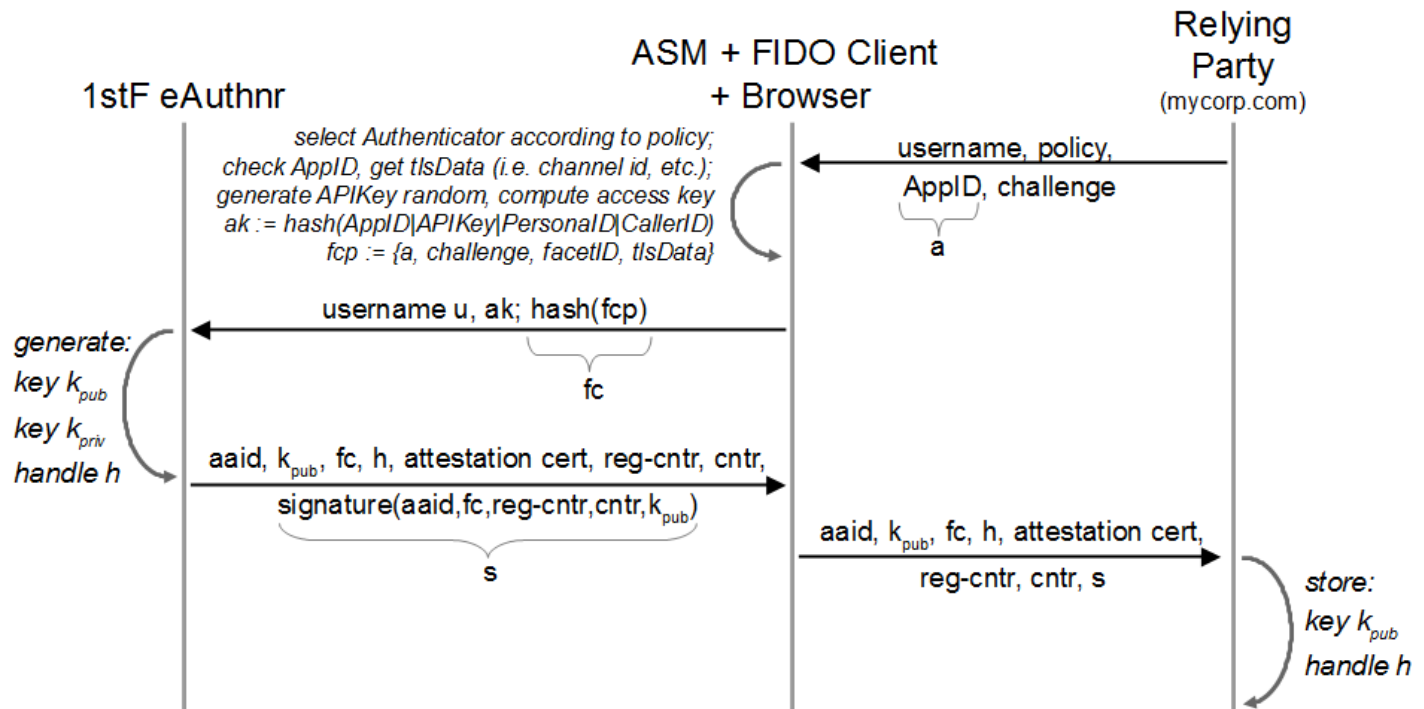 1stF eAuthnr
ASM + FIDO Client
+ Browser
Relying
Party
(mycorp.com)
username, policy,
AppID, challenge
a
select Authenticator according to policy;
check AppID, get tlsData (i.e. channel id, etc.);
generate APIKey random, compute access key
ak := hash(AppID|APIKey|PersonaID|CallerID)
fcp := {a, challenge, facetID, tlsData}
username u, ak; hash(fcp)
fc
generate:
key kpub
key kpriv
handle h
aaid, kpub, fc, h, attestation cert, reg-cntr, cntr,
signature(aaid,fc,reg-cntr,cntr,kpub)
s
aaid, kpub, fc, h, attestation cert,
reg-cntr, cntr, s
store:
key kpub
handle h